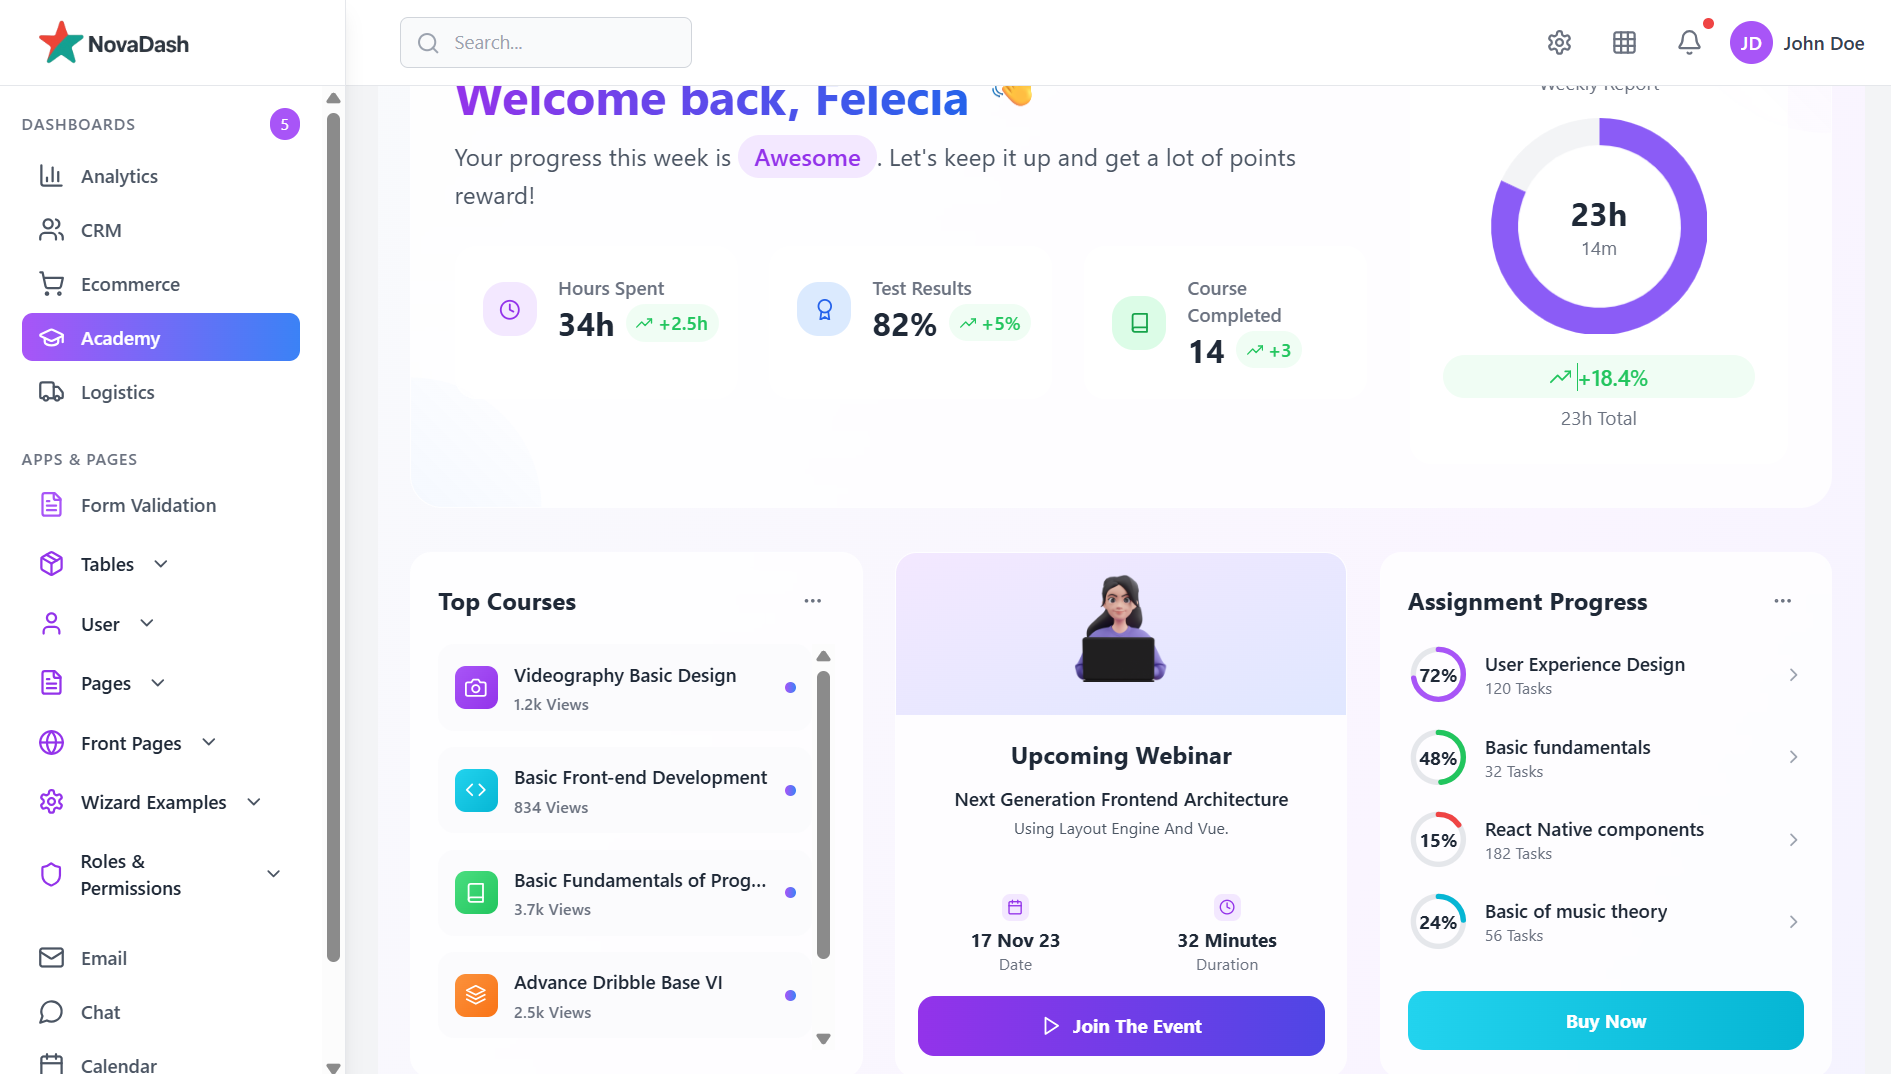 NovaDash
Search...
JD
John Doe
DASHBOARDS
5
Analytics
CRM
Ecommerce
Academy
Logistics
APPS & PAGES
Form Validation
Tables
User
Pages
Front Pages
Wizard Examples
Roles &
Permissions
Email
Chat
Calendar
Welcome back, Felecia 👋
Your progress this week is Awesome. Let's keep it up and get a lot of points
reward!
Hours Spent
34h
+2.5h
Test Results
82%
+5%
Course
Completed
14
+3
Weekly Report
23h
14m
+18.4%
23h Total
Top Courses
Videography Basic Design
1.2k Views
Basic Front-end Development
834 Views
Basic Fundamentals of Prog...
3.7k Views
Advance Dribble Base VI
2.5k Views
Upcoming Webinar
Next Generation Frontend Architecture
Using Layout Engine And Vue.
17 Nov 23
Date
32 Minutes
Duration
Join The Event
Assignment Progress
72%
User Experience Design
120 Tasks
48%
Basic fundamentals
32 Tasks
15%
React Native components
182 Tasks
24%
Basic of music theory
56 Tasks
Buy Now